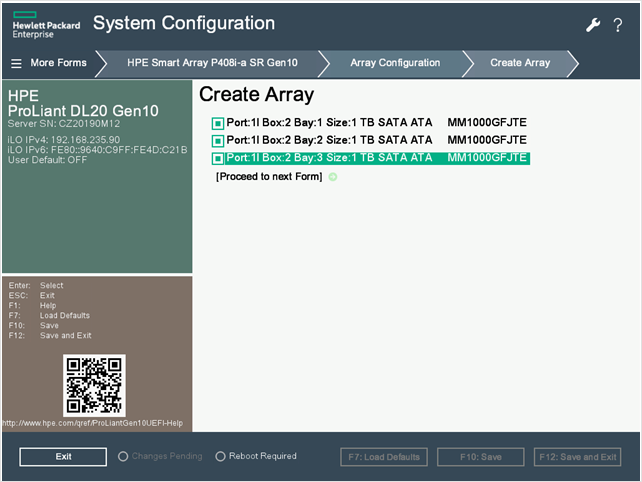 Hewlett Packard
Enterprise
System Configuration
?
More Forms
HPE Smart Array P408i-a SR Gen10
Array Configuration
Create Array
HPE
ProLiant DL20 Gen10
Server SN: CZ20190M12
iLO IPv4: 192.168.235.90
iLO IPv6: FE80::9640:C9FF:FE4D:C21B
User Default: OFF
Create Array
Port:1I Box:2 Bay:1 Size:1 TB SATA ATA MM1000GFJTE
Port:1I Box:2 Bay:2 Size:1 TB SATA ATA MM1000GFJTE
Port:1I Box:2 Bay:3 Size:1 TB SATA ATA MM1000GFJTE
[Proceed to next Form]
Enter: Select
ESC: Exit
F1: Help
F7: Load Defaults
F10: Save
F12: Save and Exit
http://www.hpe.com/qref/ProLiantGen10UEFI-Help
Exit
Changes Pending
Reboot Required
F7: Load Defaults
F10: Save
F12: Save and Exit